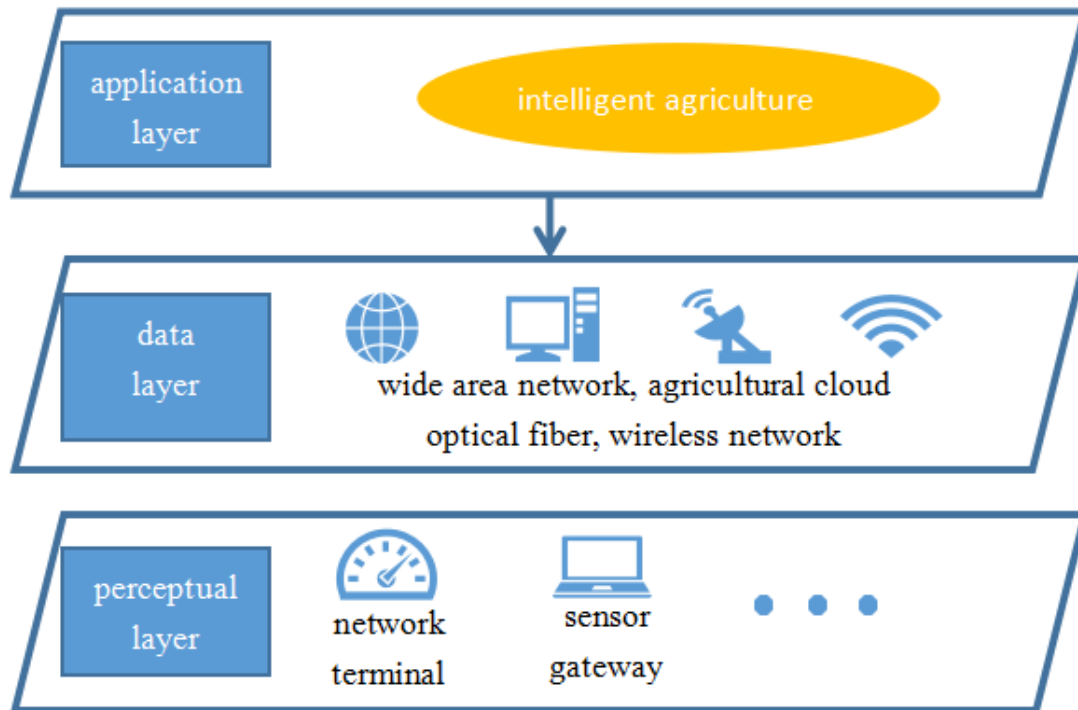 application
layer
intelligent agriculture
data
layer
wide area network, agricultural cloud
optical fiber, wireless network
perceptual
layer
network
terminal
sensor
gateway